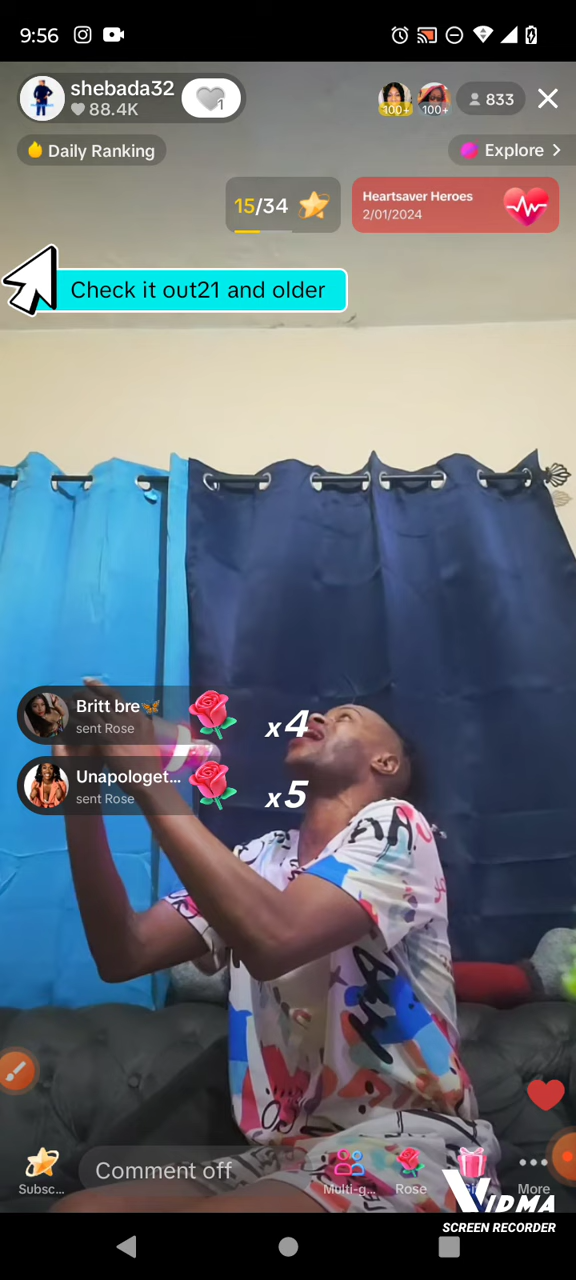 9:56
shebada32
88.4K
1
100+
100+
833
Daily Ranking
Explore
15/34
Heartsaver Heroes
2/01/2024
Check it out21 and older
Britt bre
sent Rose
x4
Unapologet...
sent Rose
x5
HA
Comment off
Subsc...
Multi-g...
Rose
More
VIDMA
SCREEN RECORDER